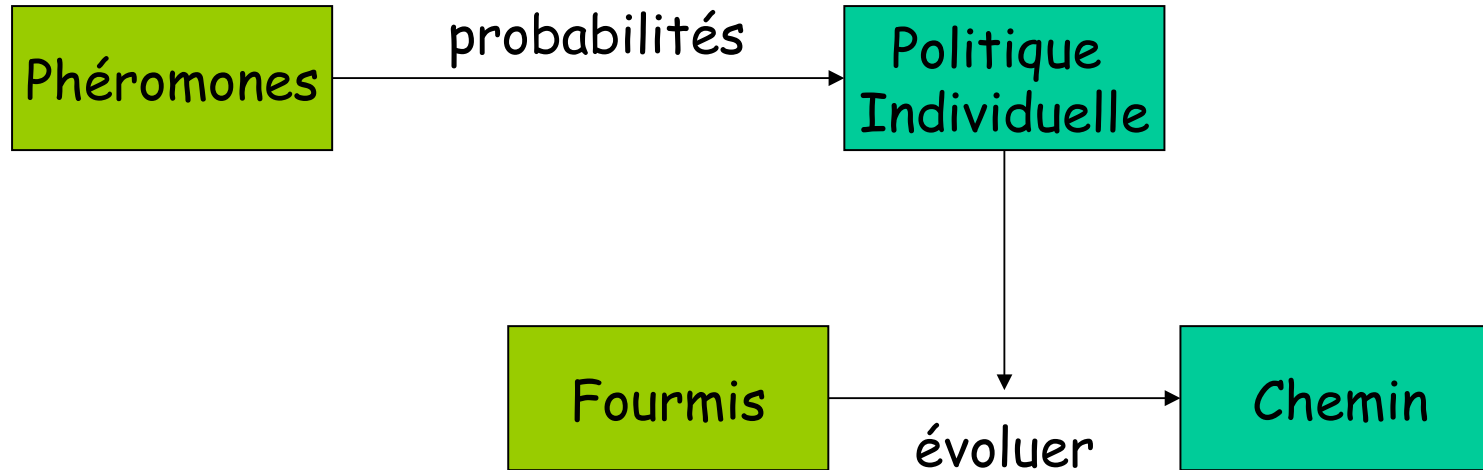 Phéromones
probabilités
Politique
Individuelle
Fourmis
évoluer
Chemin